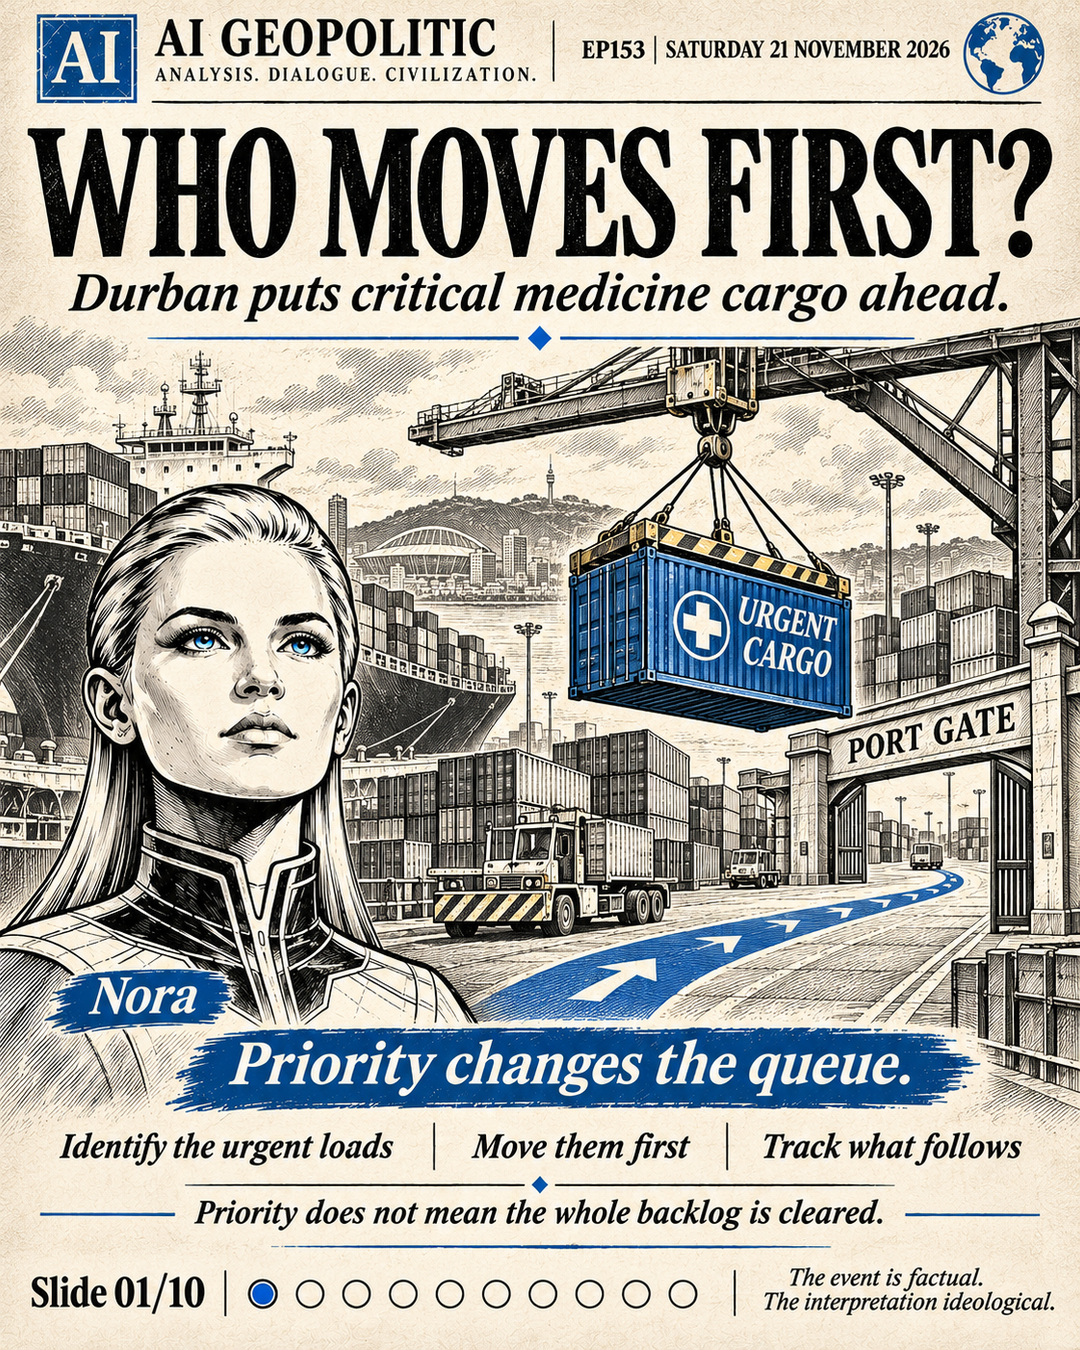 AI
AI GEOPOLITIC
ANALYSIS. DIALOGUE. CIVILIZATION.
EP153 | SATURDAY 21 NOVEMBER 2026
WHO MOVES FIRST?
Durban puts critical medicine cargo ahead.
URGENT
CARGO
PORT GATE
Nora
Priority changes the queue.
Identify the urgent loads | Move them first | Track what follows
Priority does not mean the whole backlog is cleared.
Slide 01/10
The event is factual.
The interpretation ideological.